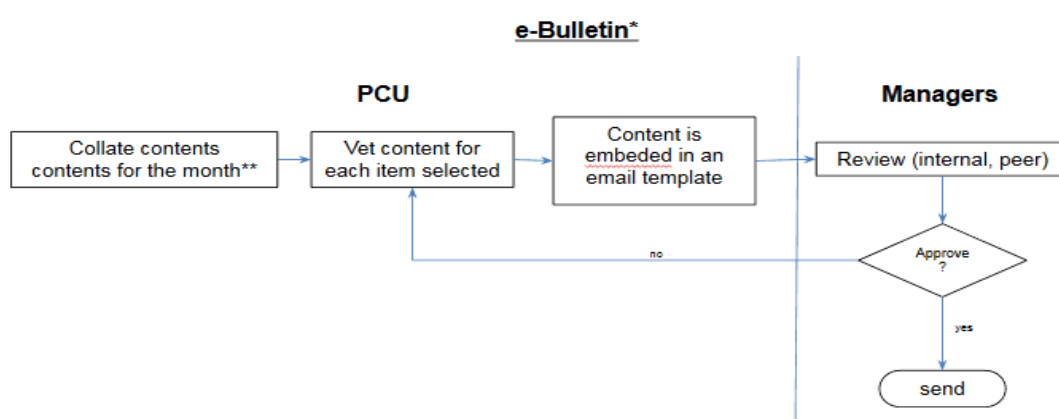 e-Bulletin*
PCU
Managers
Collate contents
contents for the month**
Vet content for
each item selected
Content is
embeded in an
email template
Review (internal, peer)
Approve
?
no
yes
send